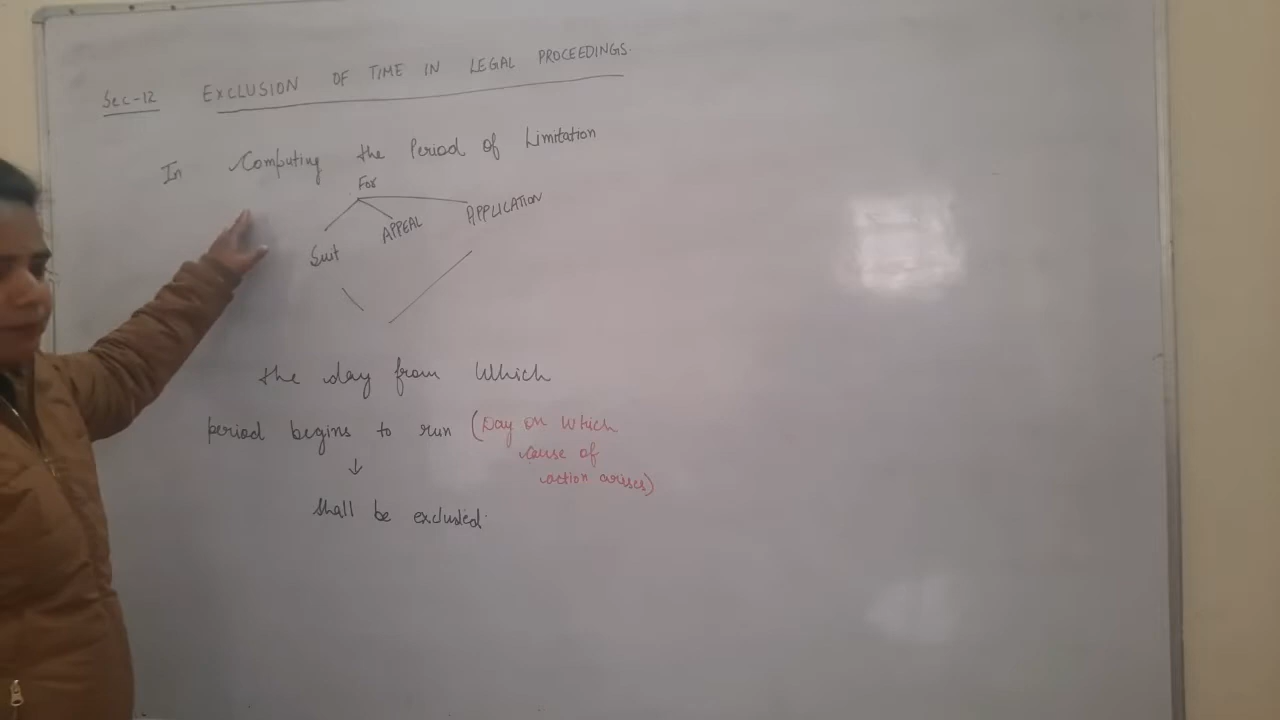 Sec-12 EXCLUSION OF TIME IN LEGAL PROCEEDINGS.
In Computing the Period of Limitation
For
Suit APPEAL APPLICATION
the day from which
period begins to run (Day on which
cause of
action arises)
shall be excluded.